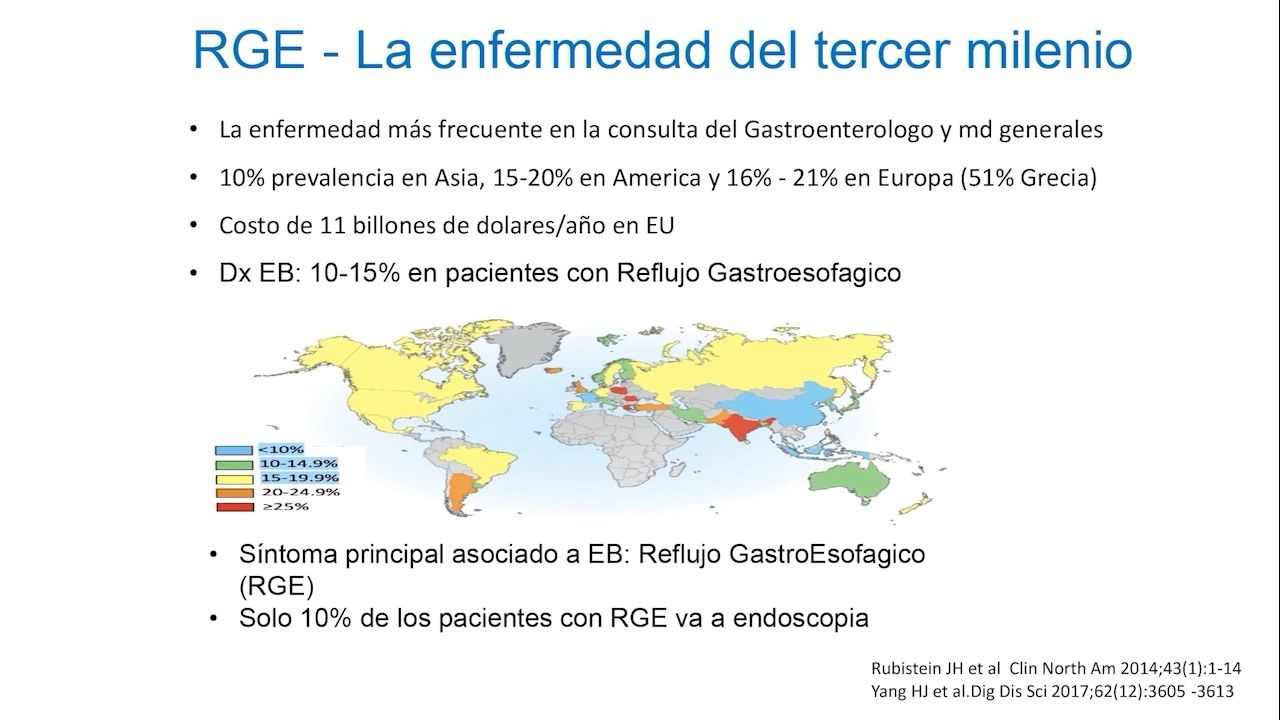 RGE - La enfermedad del tercer milenio
• La enfermedad más frecuente en la consulta del Gastroenterologo y md generales
• 10% prevalencia en Asia, 15-20% en America y 16% - 21% en Europa (51% Grecia)
• Costo de 11 billones de dolares/año en EU
• Dx EB: 10-15% en pacientes con Reflujo Gastroesofagico
<10%
10-14.9%
15-19.9%
20-24.9%
≥25%
• Síntoma principal asociado a EB: Reflujo GastroEsofagico
(RGE)
• Solo 10% de los pacientes con RGE va a endoscopia
Rubistein JH et al Clin North Am 2014;43(1):1-14
Yang HJ et al.Dig Dis Sci 2017;62(12):3605 -3613